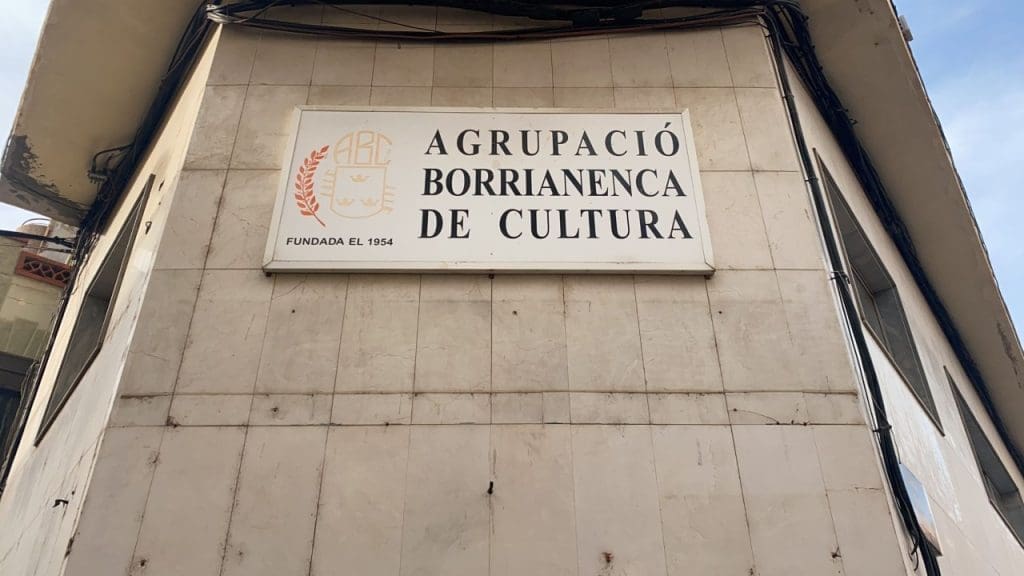 ABC
FUNDADA EL 1954
AGRUPACIÓ
BORRIANENCA
DE CULTURA